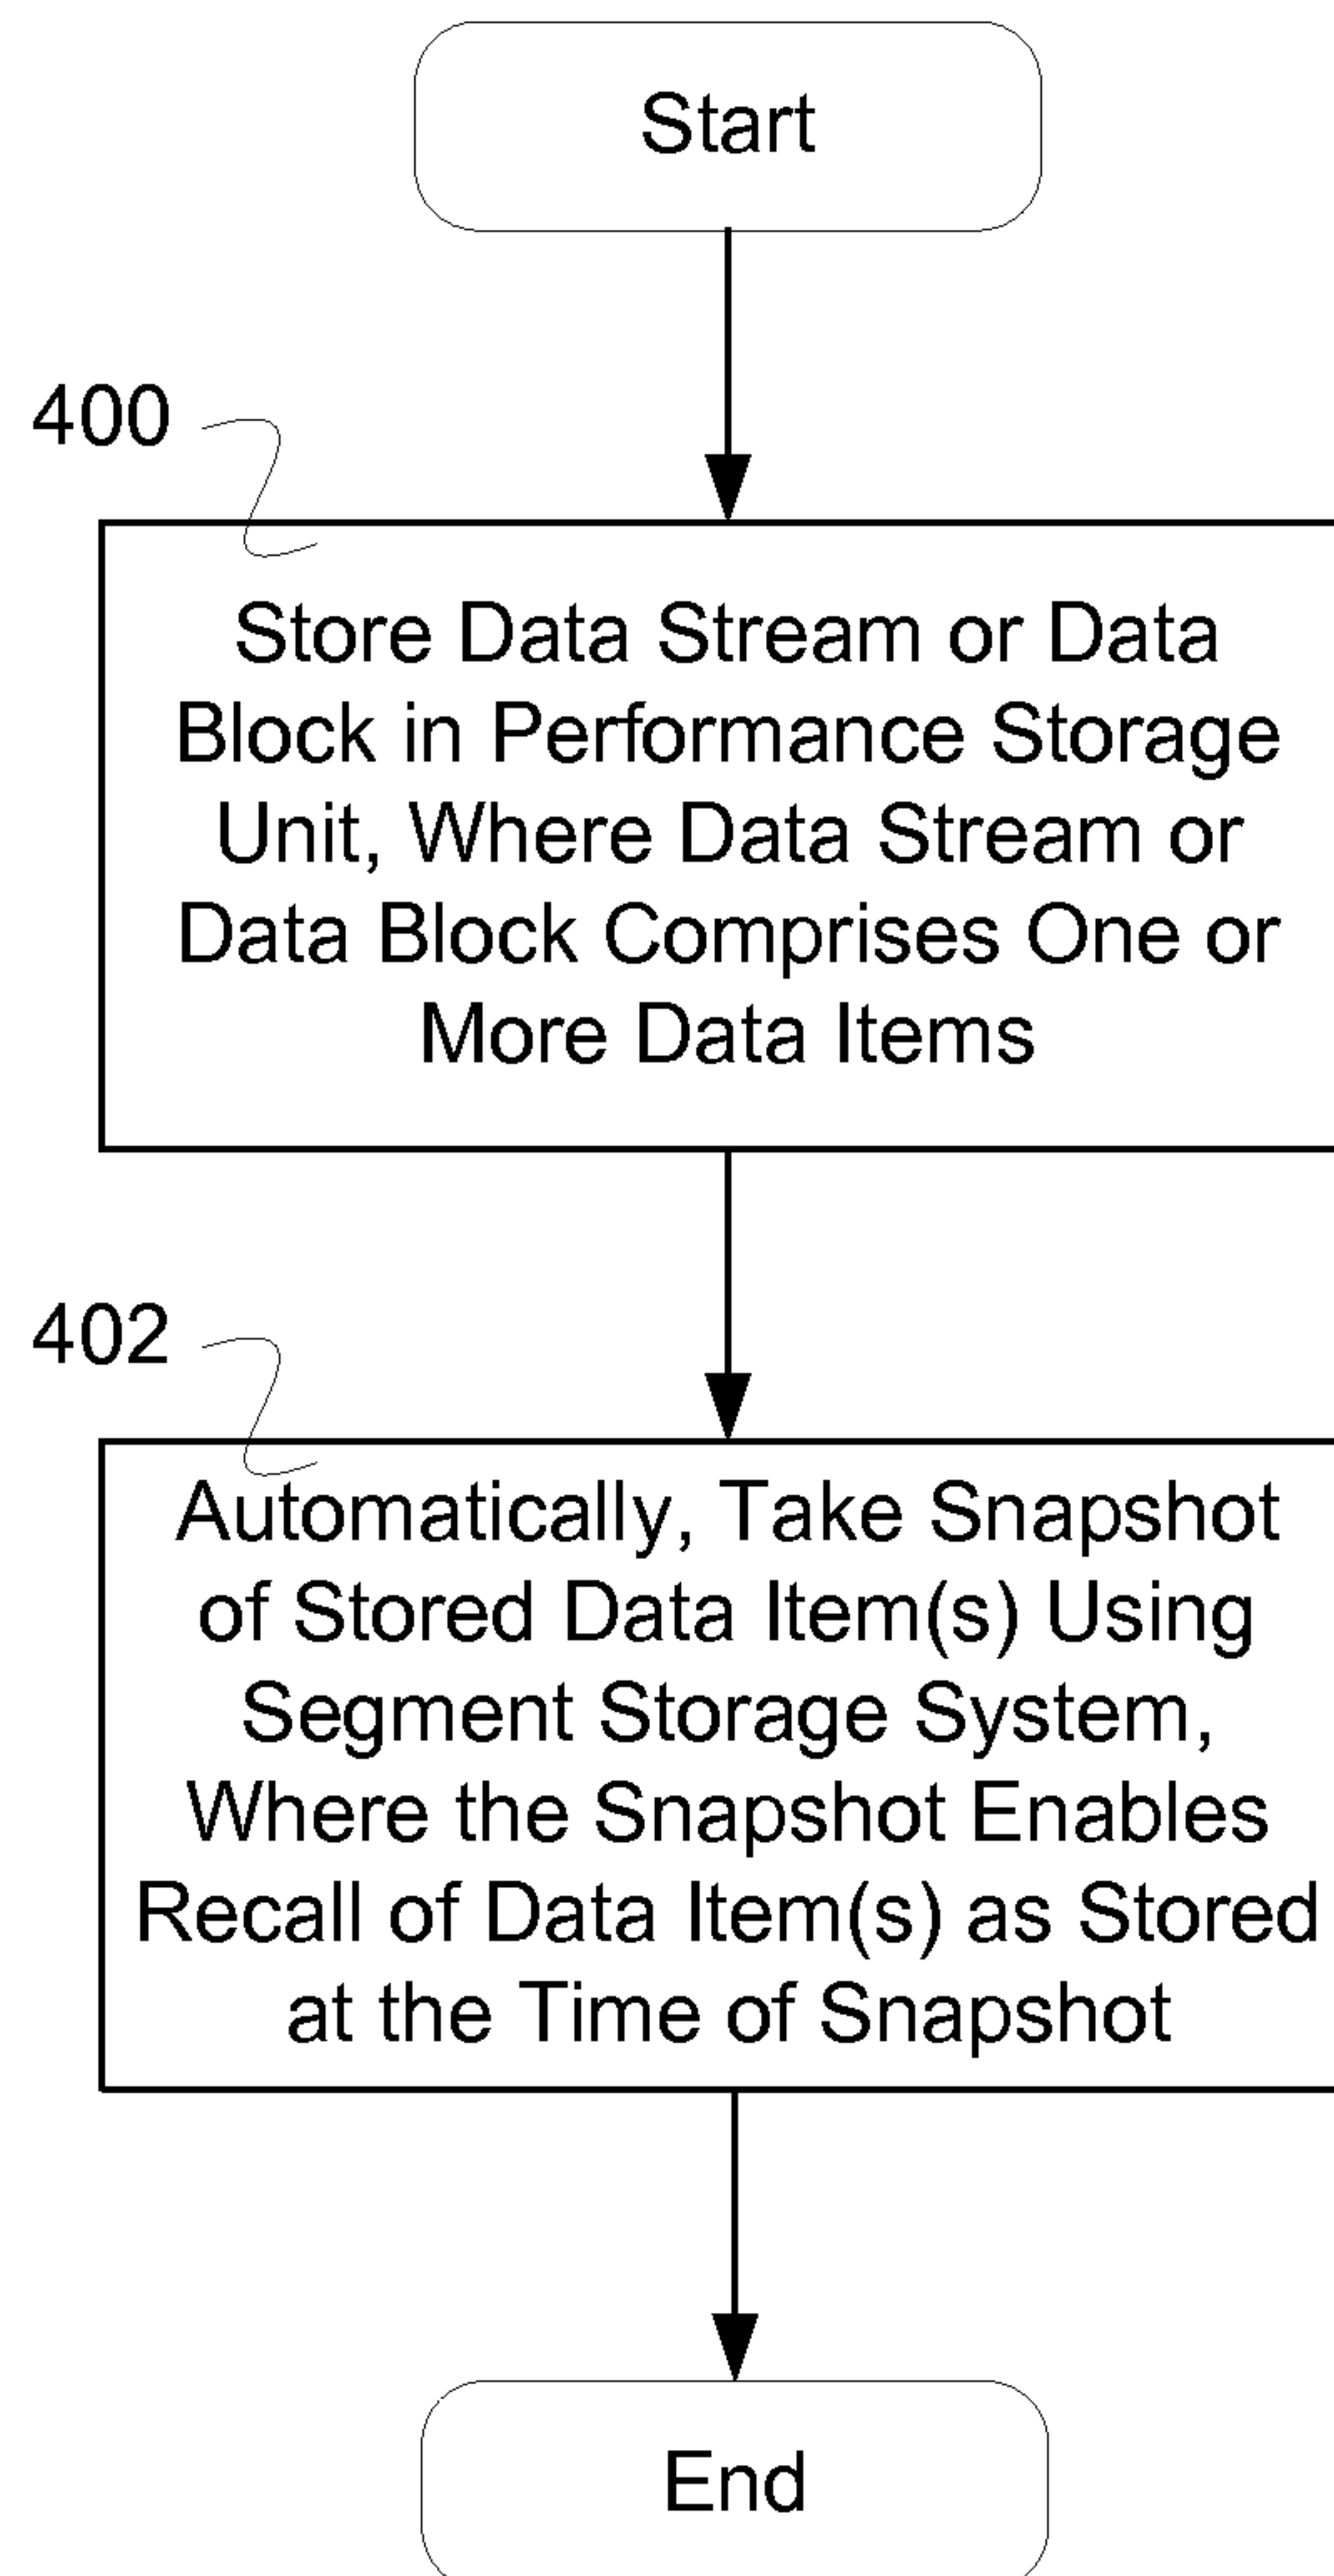 Start
400
Store Data Stream or Data
Block in Performance Storage
Unit, Where Data Stream or
Data Block Comprises One or
More Data Items
402
Automatically, Take Snapshot
of Stored Data Item(s) Using
Segment Storage System,
Where the Snapshot Enables
Recall of Data Item(s) as Stored
at the Time of Snapshot
End